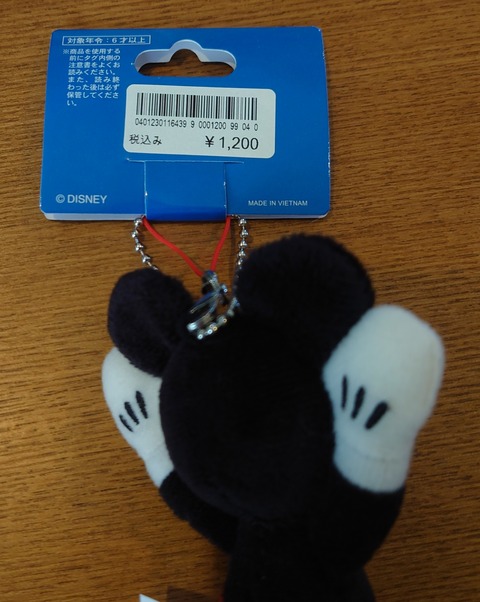 対象年令:6才以上
※商品を使用する
前にタグ内側の
注意書をよくお
読みください。
また、読み終
わった後は必ず
保管してくださ
い。
0401230116439 9 0001200 99 04 0
税込み ¥1,200
© DISNEY
MADE IN VIETNAM